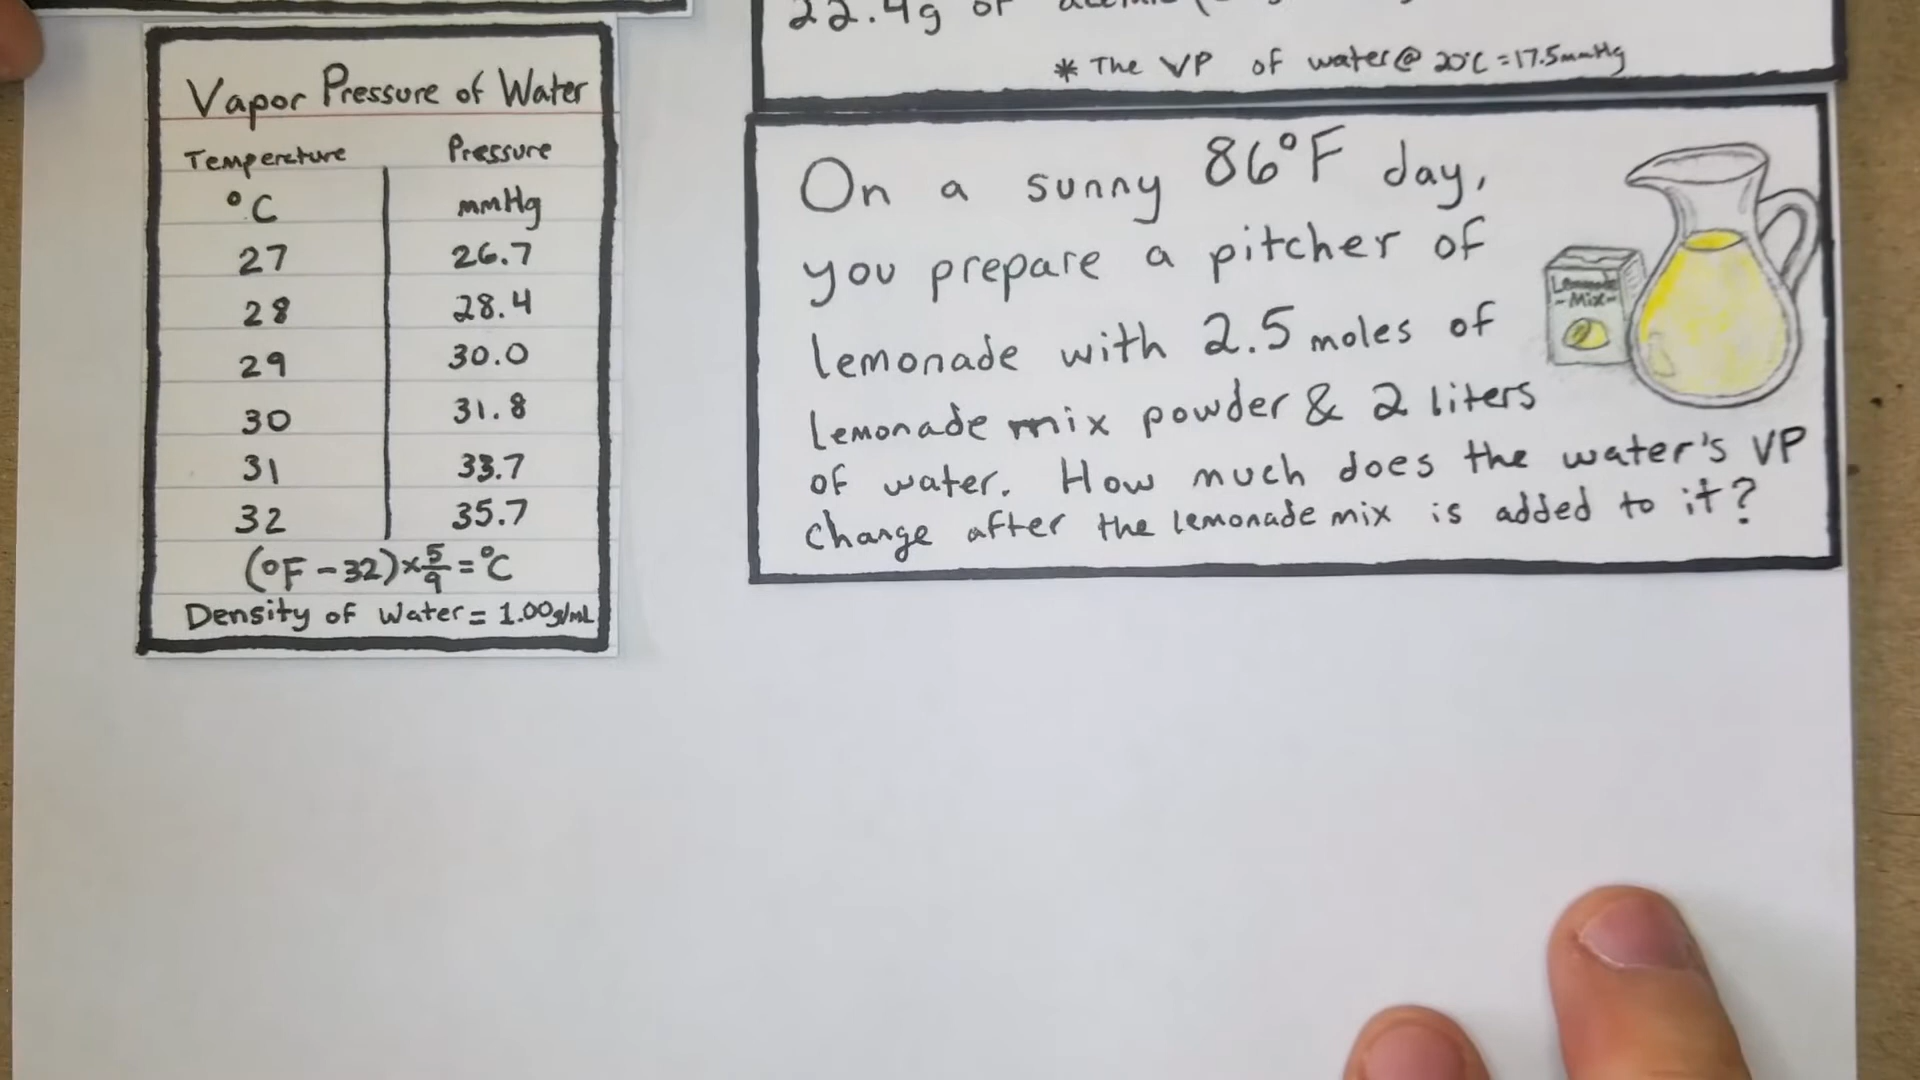 Vapor Pressure of Water
Temperature Pressure
°C mmHg
27 26.7
28 28.4
29 30.0
30 31.8
31 33.7
32 35.7
(°F-32)×5/9=°C
Density of Water= 1.00g/mL
22.4g of
* The VP of water@ 20°C =17.5mmHg
On a sunny 86°F day,
you prepare a pitcher of
lemonade with 2.5 moles of
lemonade mix powder & 2 liters
of water. How much does the water's VP
change after the lemonade mix is added to it?
Lemonade
-Mix-